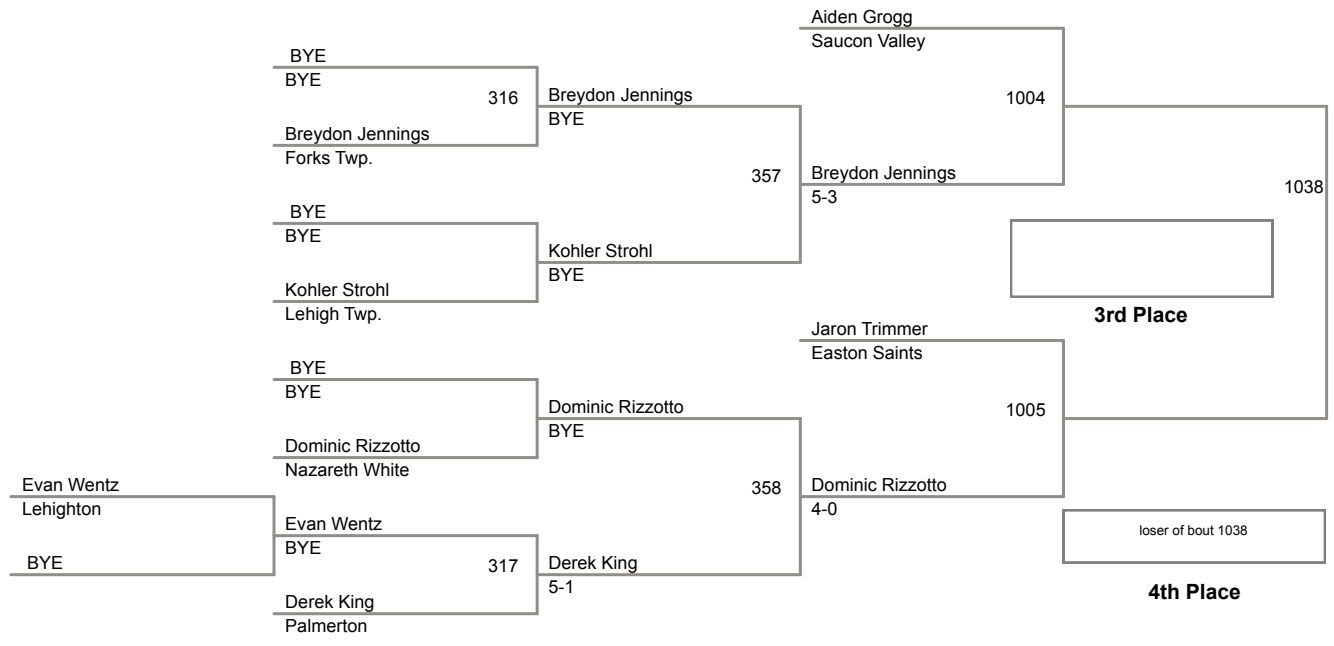 Aiden Grogg
Saucon Valley
BYE
BYE
316
Breydon Jennings
BYE
1004
Breydon Jennings
Forks Twp.
357
Breydon Jennings
5-3
1038
BYE
BYE
Kohler Strohl
BYE
Kohler Strohl
Lehigh Twp.
3rd Place
Jaron Trimmer
Easton Saints
BYE
BYE
Dominic Rizzotto
BYE
1005
Dominic Rizzotto
Nazareth White
Evan Wentz
Lehighton
358
Dominic Rizzotto
4-0
Evan Wentz
BYE
loser of bout 1038
BYE
317
Derek King
5-1
4th Place
Derek King
Palmerton